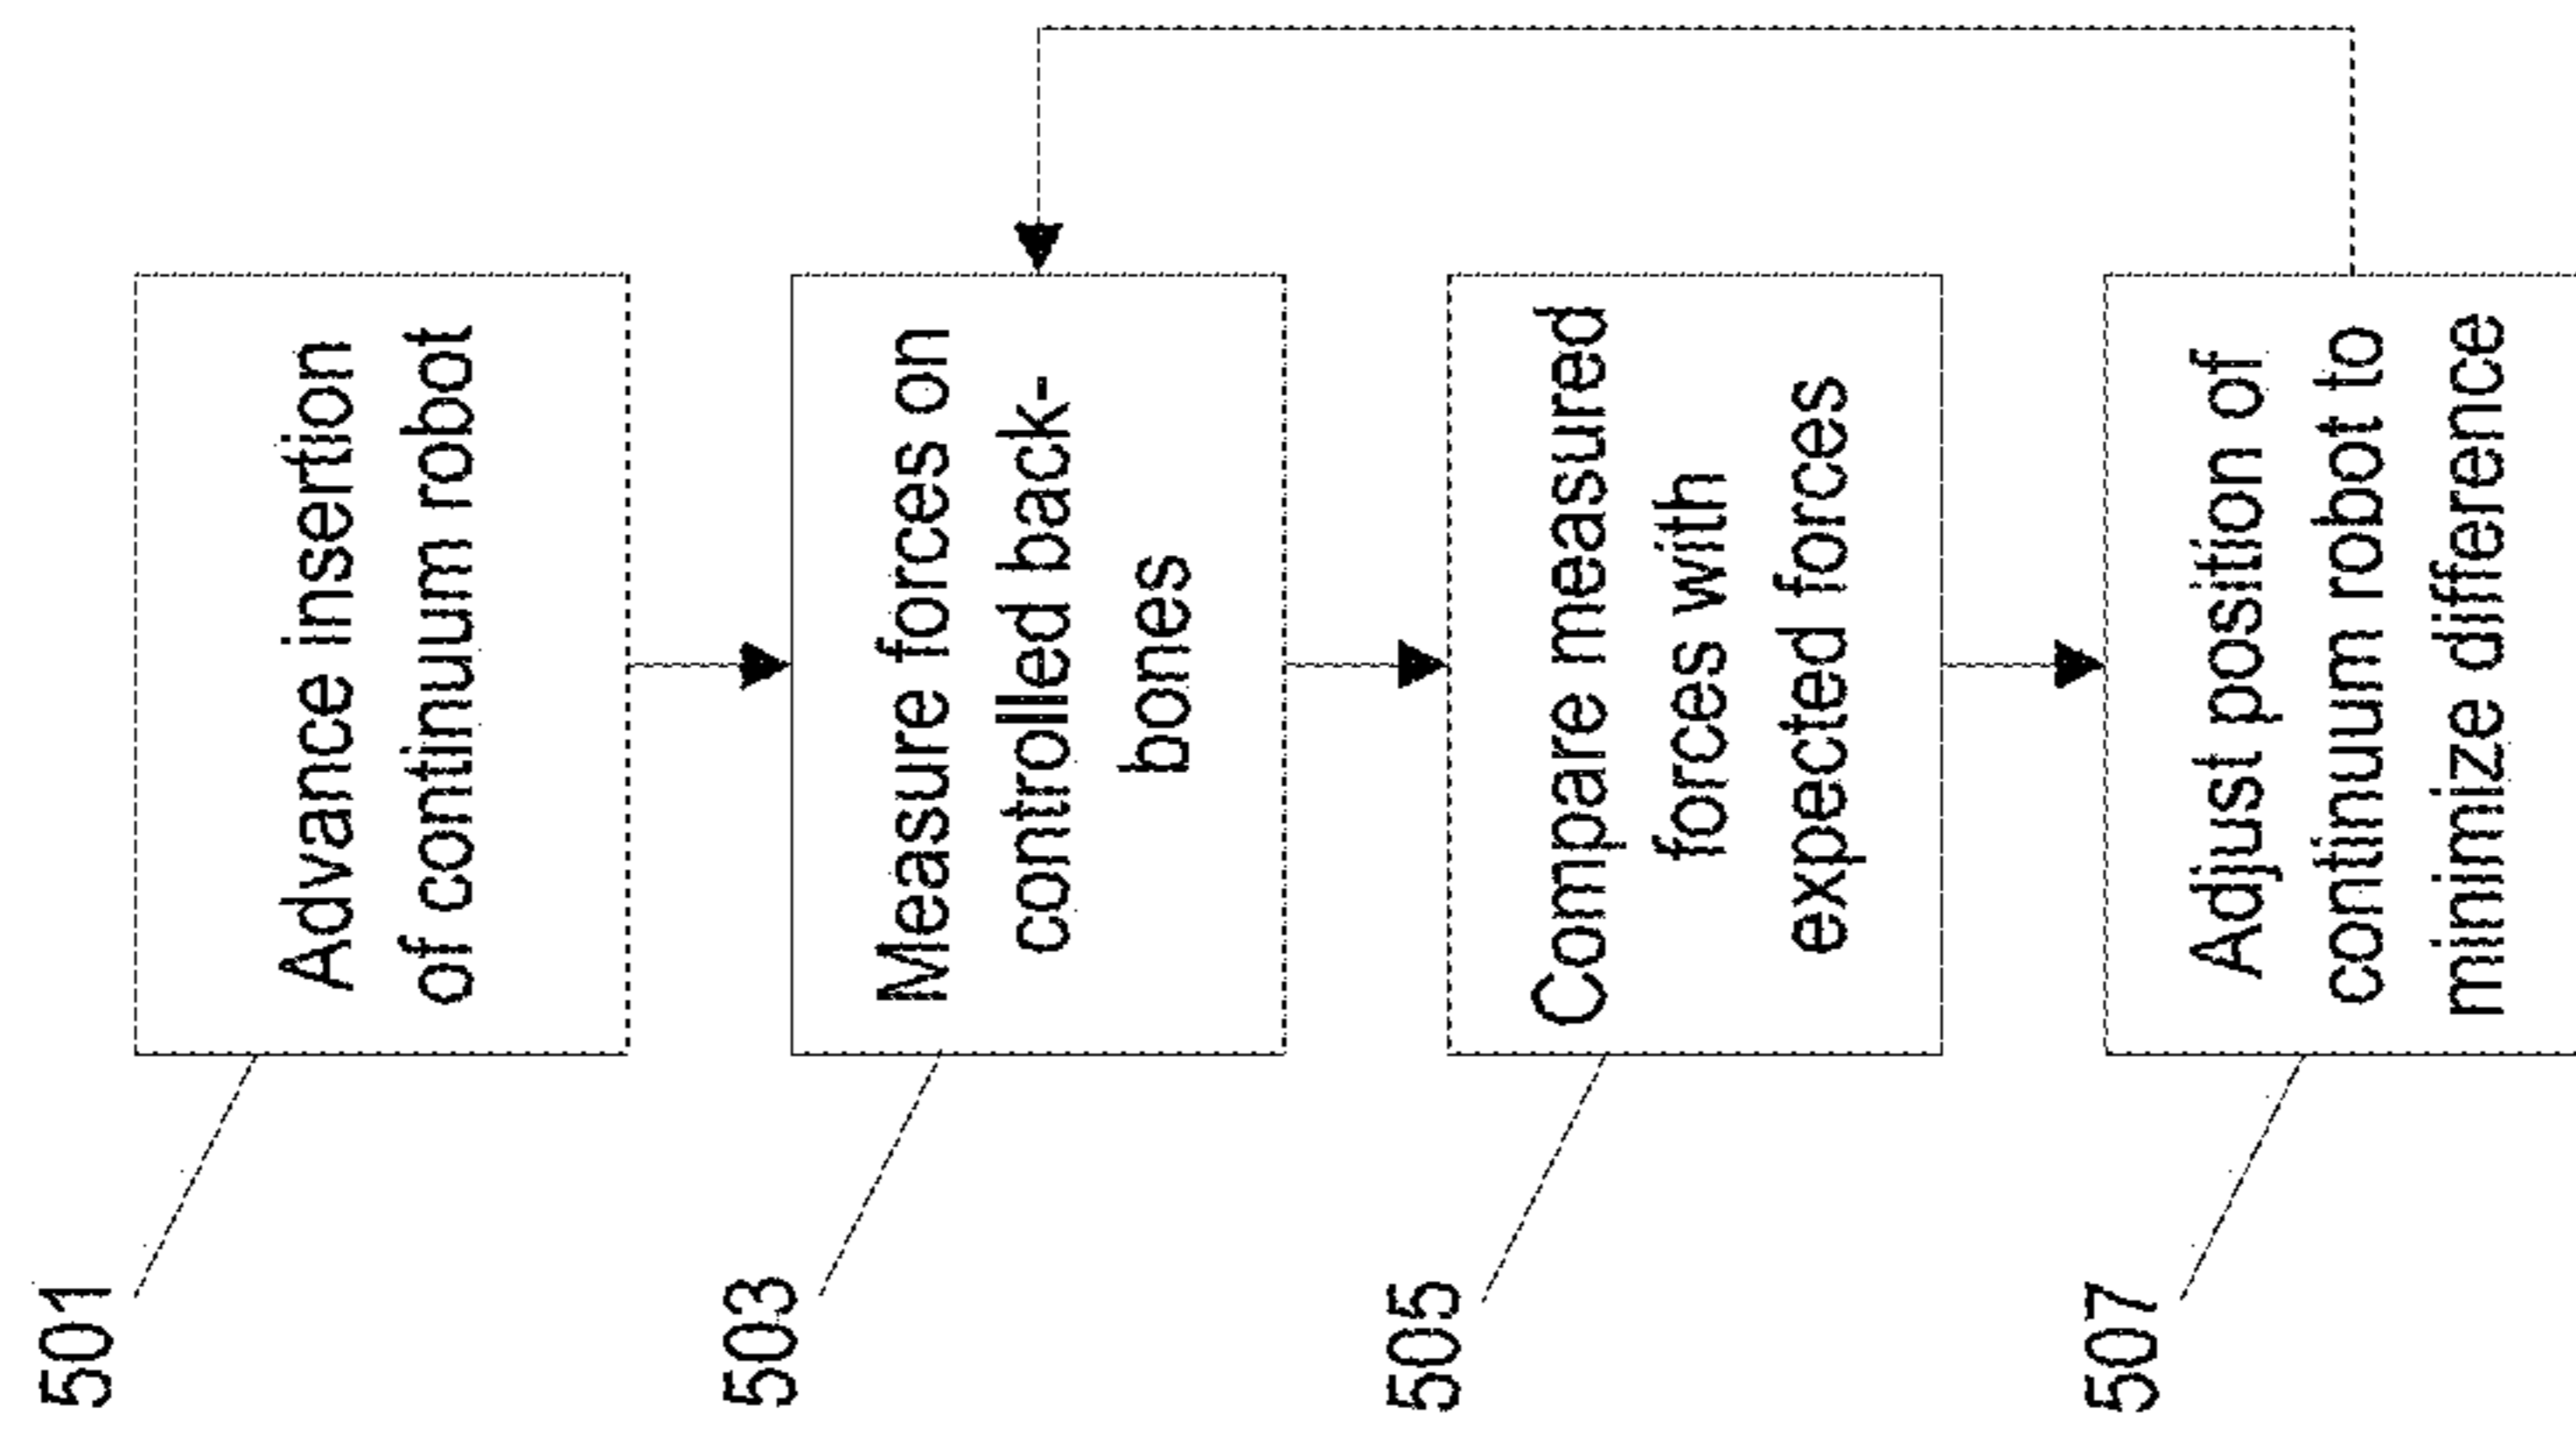 501
Advance insertion
of continuum robot
503
Measure forces on
controlled back-
bones
505
Compare measured
forces with
expected forces
507
Adjust position of
continuum robot to
minimize difference